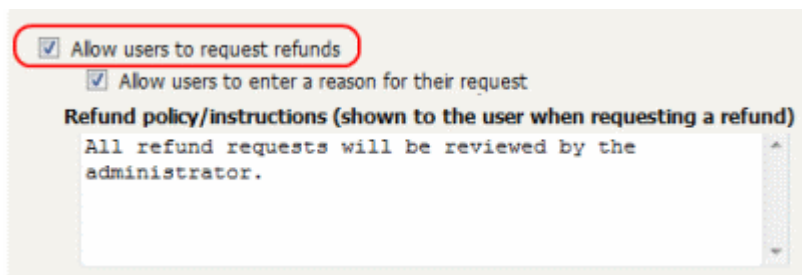 Allow users to request refunds
Allow users to enter a reason for their request
Refund policy/instructions (shown to the user when requesting a refund)
All refund requests will be reviewed by the
administrator.